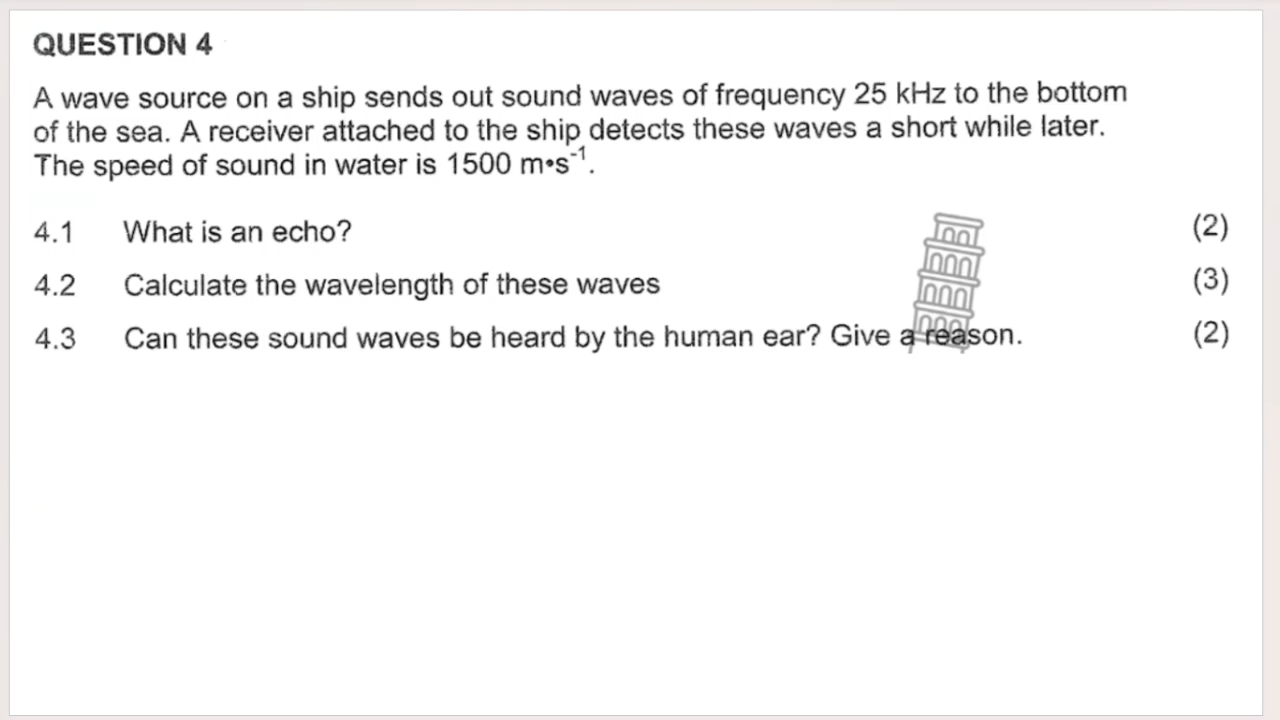 QUESTION 4
A wave source on a ship sends out sound waves of frequency 25 kHz to the bottom
of the sea. A receiver attached to the ship detects these waves a short while later.
The speed of sound in water is 1500 m•s⁻¹.
4.1 What is an echo? (2)
4.2 Calculate the wavelength of these waves (3)
4.3 Can these sound waves be heard by the human ear? Give a reason. (2)